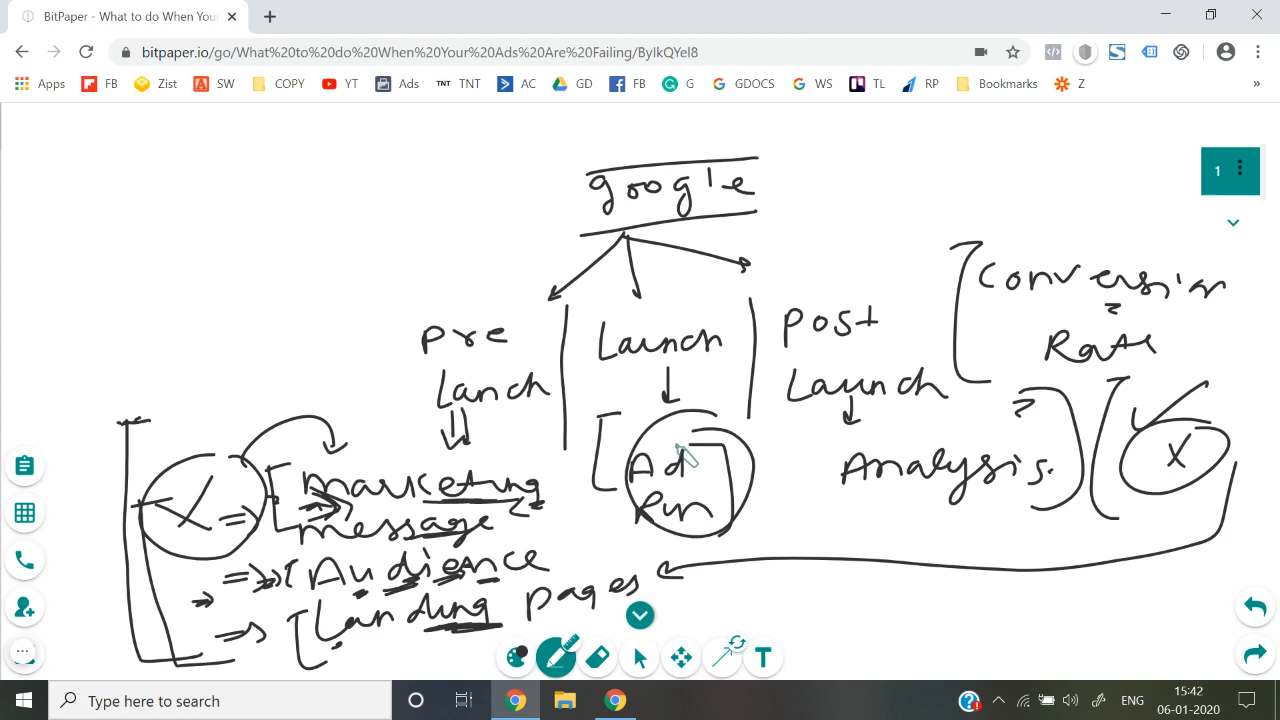 BitPaper - What to do When Your
bitpaper.io/go/What%20to%20do%20When%20Your%20Ads%20Are%20Failing/ByIkQYel8
Apps FB Zist SW COPY YT Ads TNT TNT AC GD FB G GDOCS WS TL RP Bookmarks Z »
1
google
Pre
Lanch
Launch
Post
Launch
Conversion
Rate
marketing
message
Audience
Landing pages
Ad
Run
Analysis
X
T
Type here to search
ENG
15:42
06-01-2020